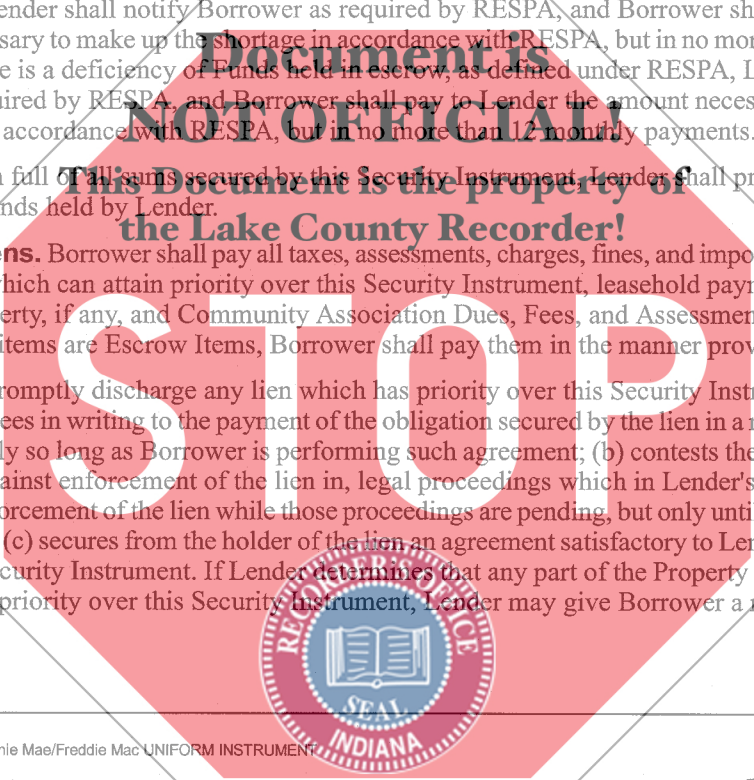 ender shall notify Borrower as required by RESPA, and Borrower sh
sary to make up the shortage in accordance with RESPA, but in no mor
Document is
e is a deficiency of Funds held in escrow, as defined under RESPA, L
uired by RESPA, and Borrower shall pay to Lender the amount neces
NOT OFFICIAL!
accordance with RESPA, but in no more than 12 monthly payments.
n full of all sums secured by this Security Instrument, Lender shall pr
This Document is the property of
nds held by Lender.
the Lake County Recorder!
ns. Borrower shall pay all taxes, assessments, charges, fines, and impo
which can attain priority over this Security Instrument, leasehold payn
erty, if any, and Community Association Dues, Fees, and Assessmen
items are Escrow Items, Borrower shall pay them in the manner prov
STOP
romptly discharge any lien which has priority over this Security Instr
ees in writing to the payment of the obligation secured by the lien in a
ly so long as Borrower is performing such agreement; (b) contests the
ainst enforcement of the lien in, legal proceedings which in Lender's
orcement of the lien while those proceedings are pending, but only until
(c) secures from the holder of the lien an agreement satisfactory to Len
curity Instrument. If Lender determines that any part of the Property
priority over this Security Instrument, Lender may give Borrower a
RECORDER'S OFFICE
SEAL
INDIANA
nie Mae/Freddie Mac UNIFORM INSTRUMENT